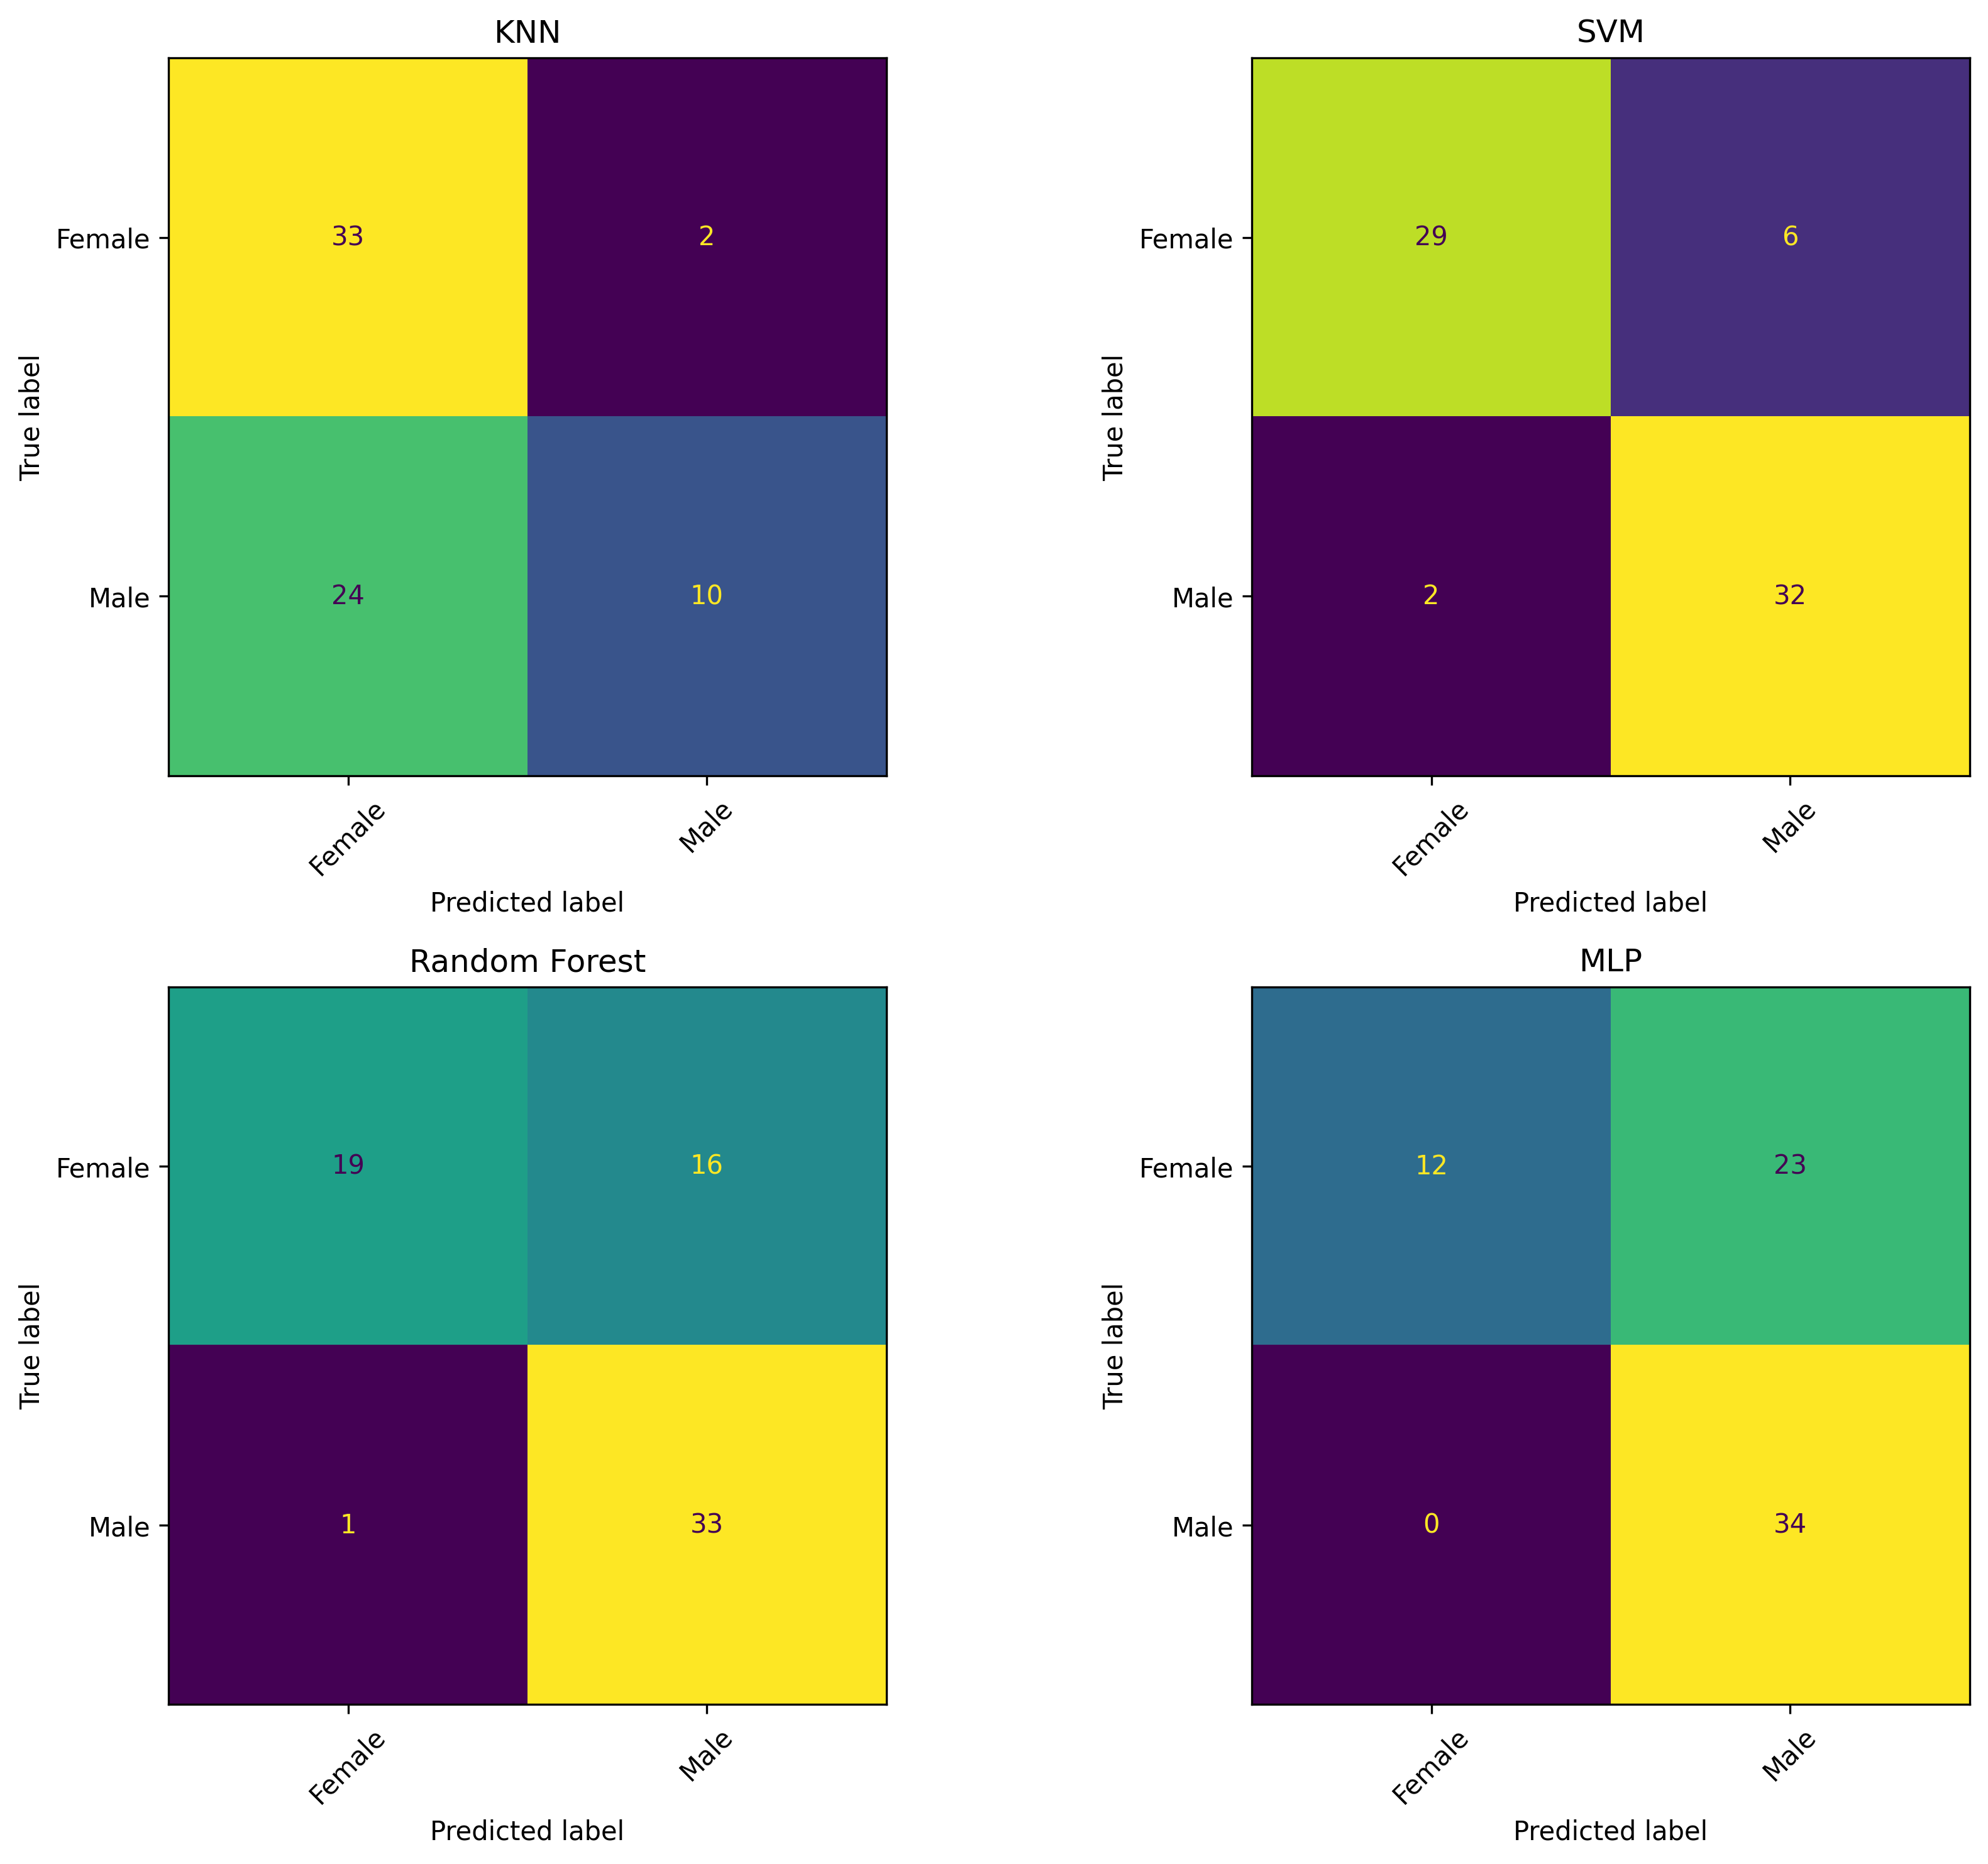 KNN
Female
33
2
Male
24
10
True label
Female
Male
Predicted label
SVM
Female
29
6
Male
2
32
True label
Female
Male
Predicted label
Random Forest
Female
19
16
Male
1
33
True label
Female
Male
Predicted label
MLP
Female
12
23
Male
0
34
True label
Female
Male
Predicted label